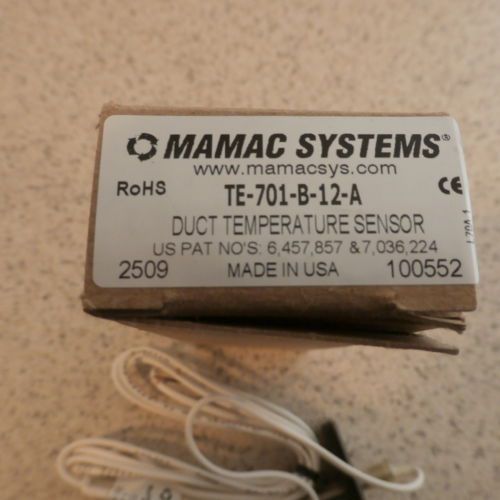 MAMAC SYSTEMS®
www.mamacsys.com
RoHS TE-701-B-12-A CE
DUCT TEMPERATURE SENSOR
US PAT NO'S: 6,457,857 & 7,036,224
2509 MADE IN USA 100552